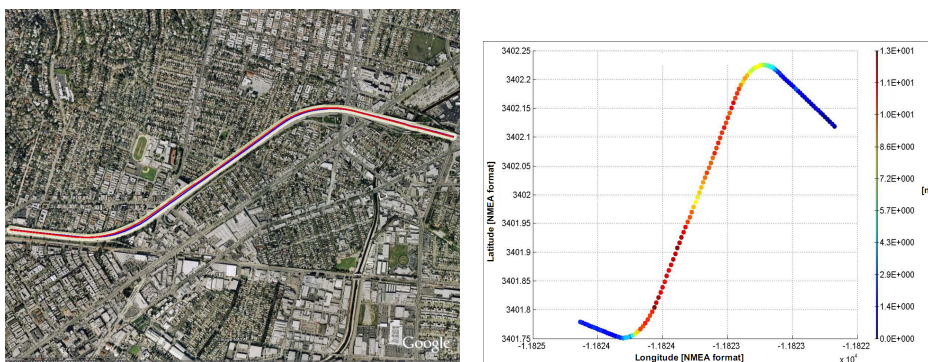 Google
3402.25
3402.2
3402.15
3402.1
3402.05
3402
3401.95
3401.9
3401.85
3401.8
3401.75
Latitude [NMEA format]
-1.1825 -1.1824 -1.1824 -1.1823 -1.1823 -1.1822 -1.1822
x 10⁴
Longitude [NMEA format]
1.3E+001
1.1E+001
1.0E+001
8.6E+000
7.2E+000
5.7E+000
4.3E+000
2.9E+000
1.4E+000
0.0E+000